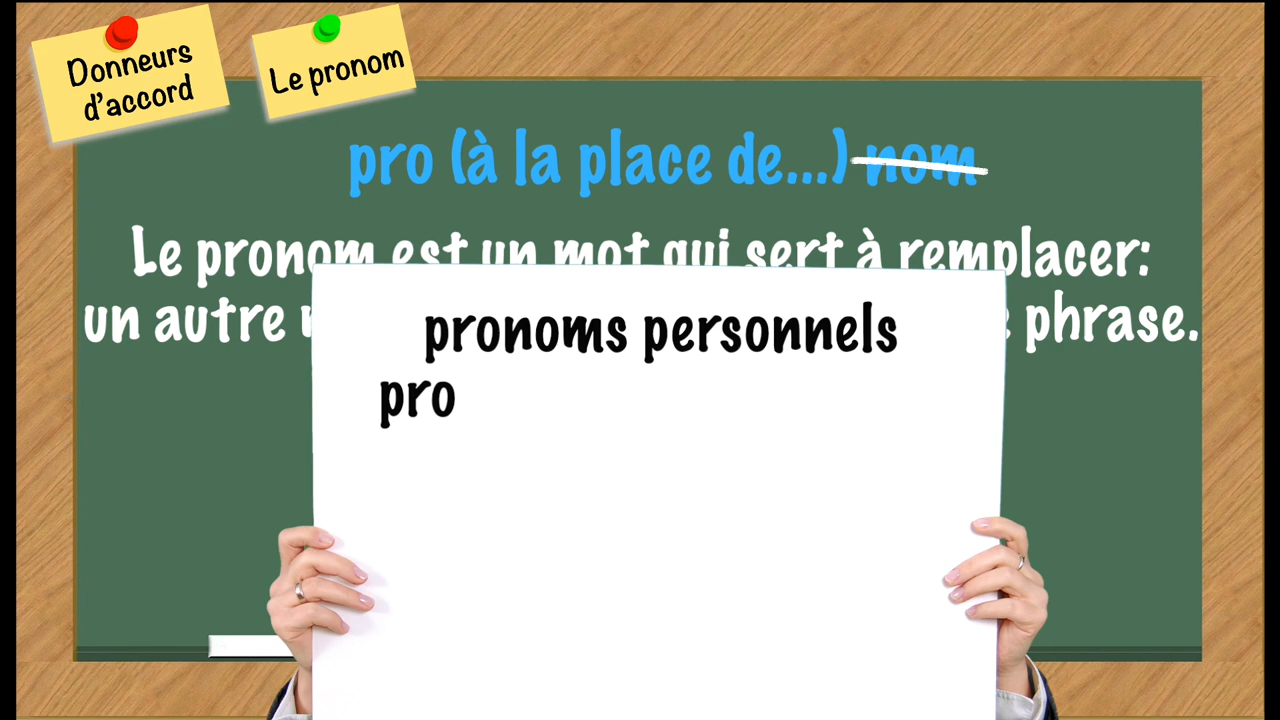 Donneurs
d'accord
Le pronom
pro (à la place de...) nom
Le pronom est un mot qui sert à remplacer:
un autre
phrase.
pronoms personnels
pro